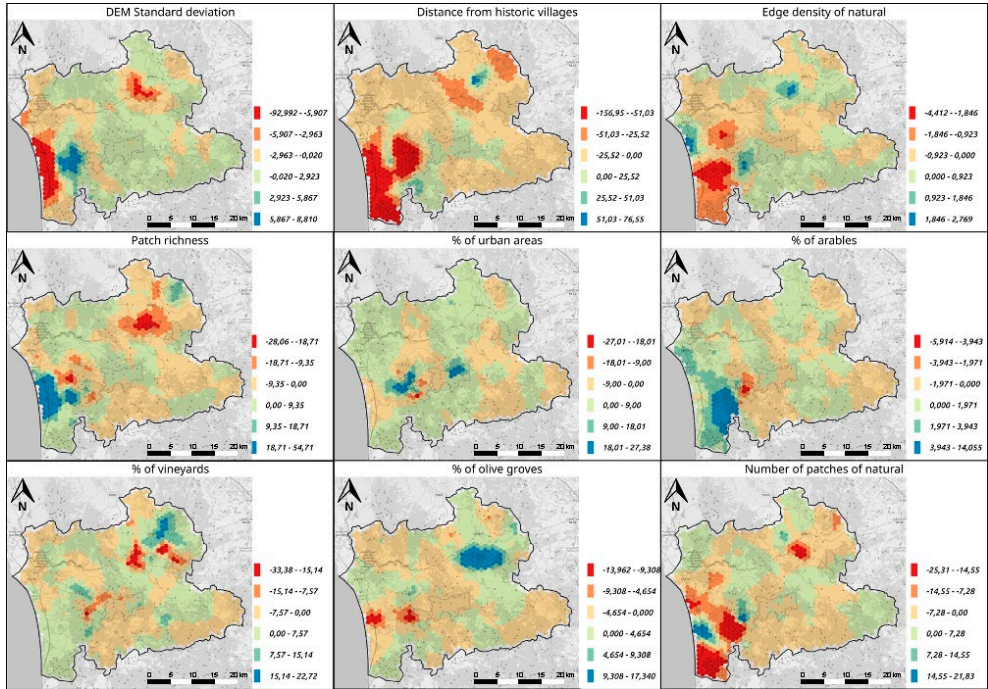 DEM Standard deviation
N
-92,992 - -5,907
-5,907 - -2,963
-2,963 - -0,020
-0,020 - 2,923
2,923 - 5,867
5,867 - 8,810
0 5 10 15 20 km
Distance from historic villages
N
-156,95 - -51,03
-51,03 - -25,52
-25,52 - 0,00
0,00 - 25,52
25,52 - 51,03
51,03 - 76,55
0 5 10 15 20 km
Edge density of natural
N
-4,412 - -1,846
-1,846 - -0,923
-0,923 - 0,000
0,000 - 0,923
0,923 - 1,846
1,846 - 2,769
0 5 10 15 20 km
Patch richness
N
-28,06 - -18,71
-18,71 - -9,35
-9,35 - 0,00
0,00 - 9,35
9,35 - 18,71
18,71 - 54,71
0 5 10 15 20 km
% of urban areas
N
-27,01 - -18,01
-18,01 - -9,00
-9,00 - 0,00
0,00 - 9,00
9,00 - 18,01
18,01 - 27,38
0 5 10 15 20 km
% of arables
N
-5,914 - -3,943
-3,943 - -1,971
-1,971 - 0,000
0,000 - 1,971
1,971 - 3,943
3,943 - 14,055
0 5 10 15 20 km
% of vineyards
N
-33,38 - -15,14
-15,14 - -7,57
-7,57 - 0,00
0,00 - 7,57
7,57 - 15,14
15,14 - 22,72
0 5 10 15 20 km
% of olive groves
N
-13,962 - -9,308
-9,308 - -4,654
-4,654 - 0,000
0,000 - 4,654
4,654 - 9,308
9,308 - 17,340
0 5 10 15 20 km
Number of patches of natural
N
-25,31 - -14,55
-14,55 - -7,28
-7,28 - 0,00
0,00 - 7,28
7,28 - 14,55
14,55 - 21,83
0 5 10 15 20 km